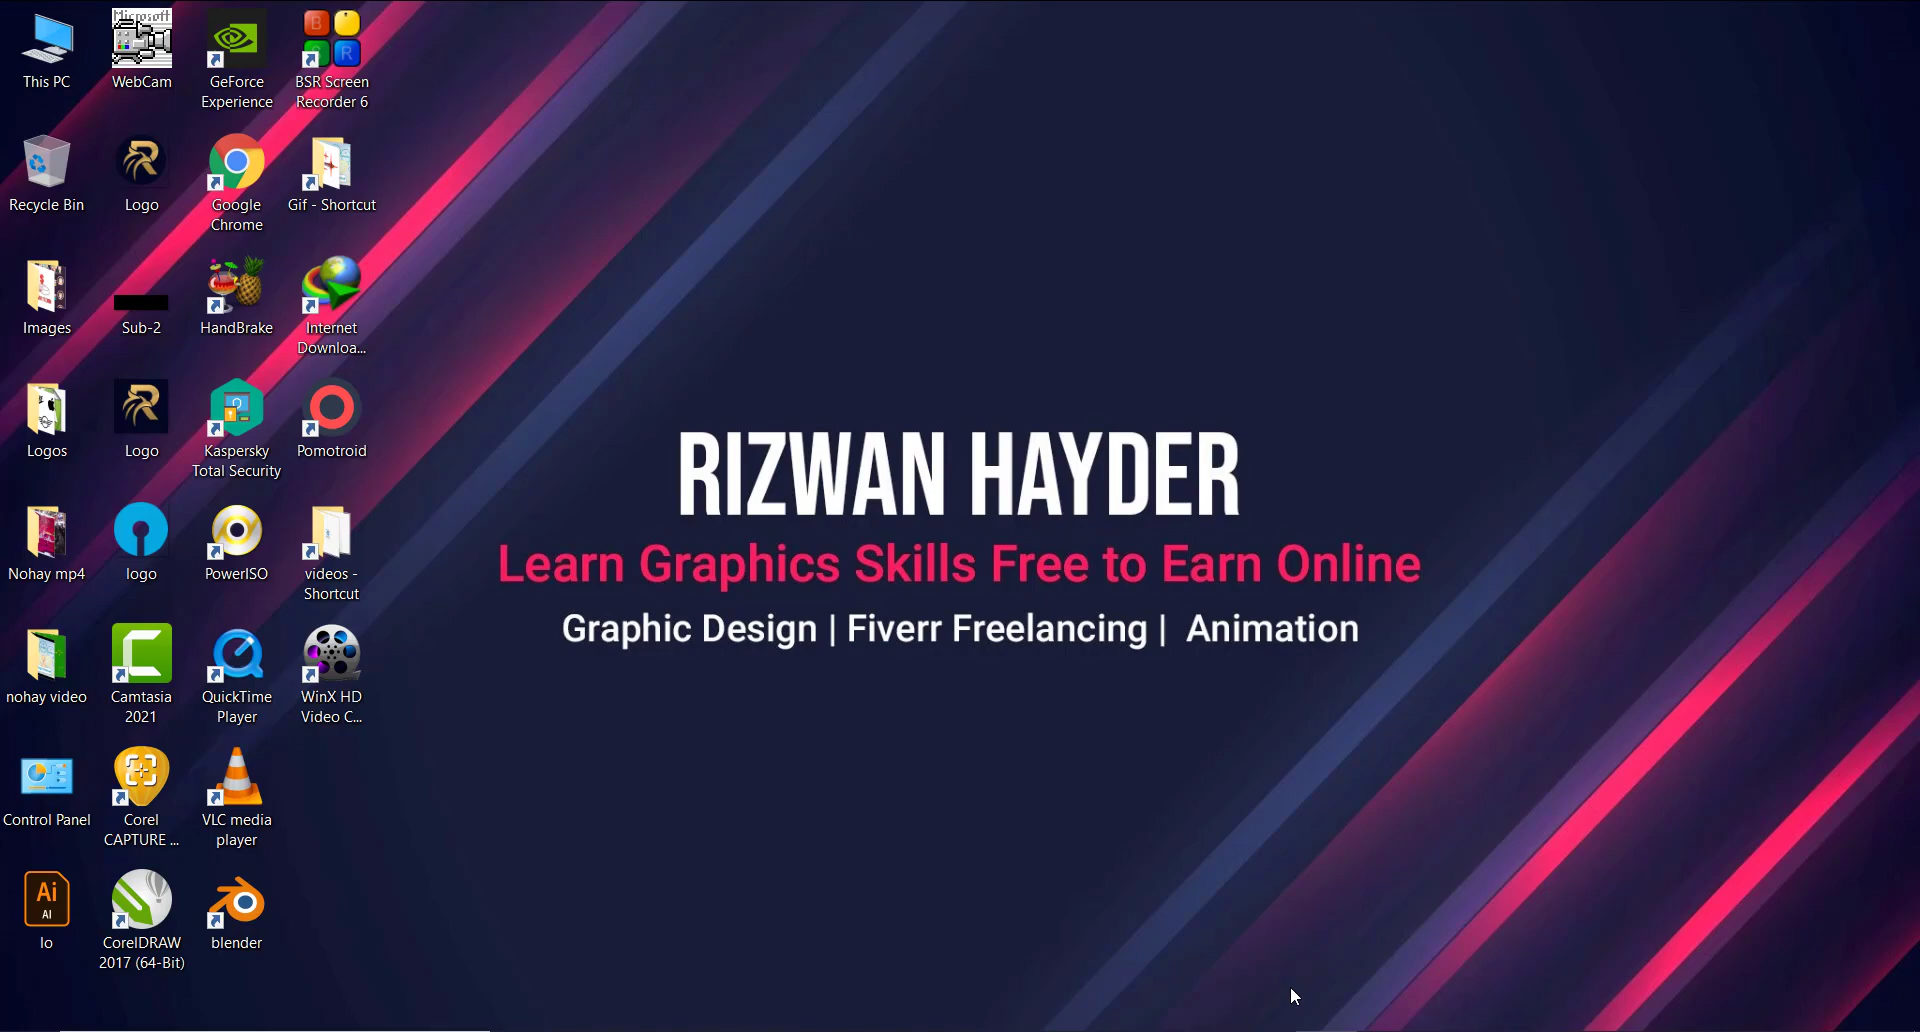 This PC
Recycle Bin
Images
Logos
Nohay mp4
nohay video
Control Panel
Ai
AI
lo
Microsoft
WebCam
Logo
Sub-2
Logo
logo
Camtasia
2021
Corel
CAPTURE ...
CorelDRAW
2017 (64-Bit)
GeForce
Experience
Google
Chrome
HandBrake
Kaspersky
Total Security
PowerISO
QuickTime
Player
VLC media
player
blender
B
S R
BSR Screen
Recorder 6
Gif - Shortcut
Internet
Downloa...
Pomotroid
videos -
Shortcut
WinX HD
Video C...
RIZWAN HAYDER
Learn Graphics Skills Free to Earn Online
Graphic Design | Fiverr Freelancing | Animation